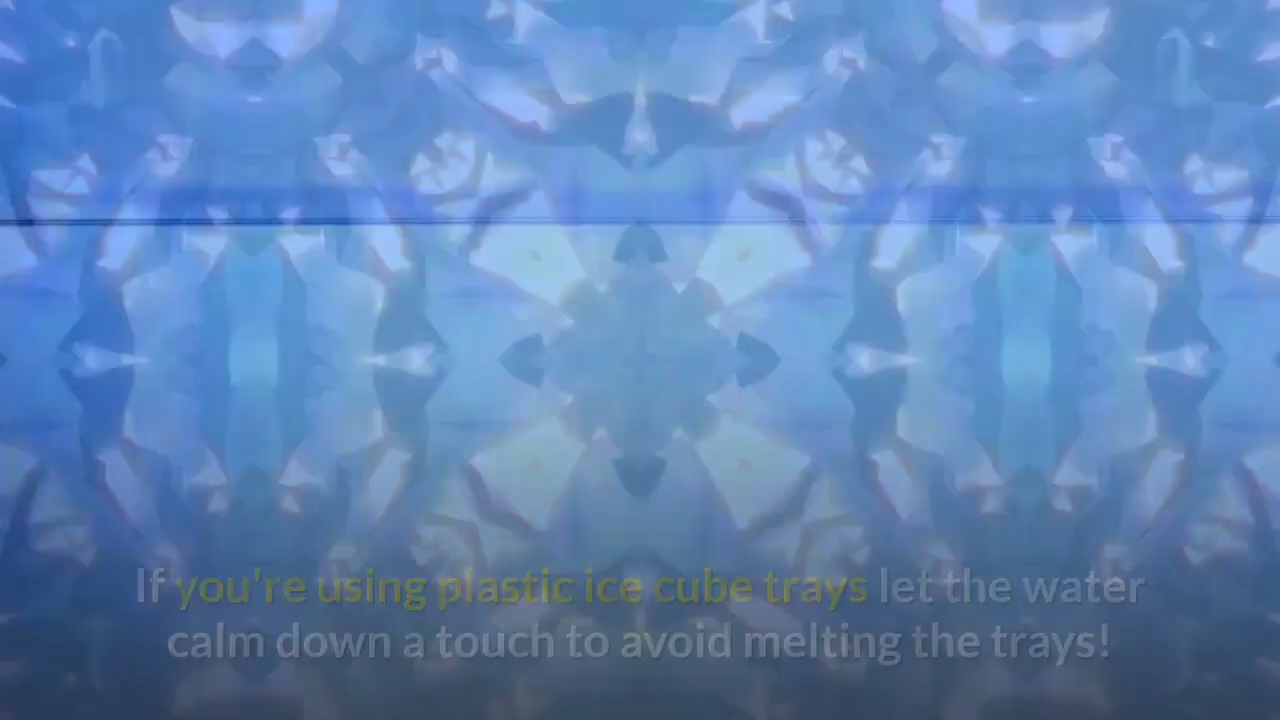 If you're using plastic ice cube trays let the water
calm down a touch to avoid melting the trays!